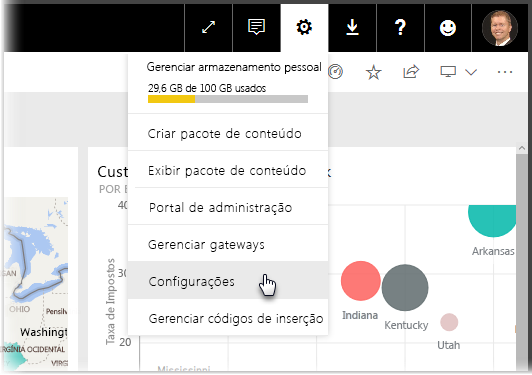 ?
Gerenciar armazenamento pessoal
29,6 GB de 100 GB usados
Criar pacote de conteúdo
Exibir pacote de conteúdo
Portal de administração
Gerenciar gateways
Configurações
Gerenciar códigos de inserção
Cust
POR E
40
30
20
Taxa de Impostos
Arkansas
Indiana
Kentucky
Utah
Mississippi
OHIO
Pensilv
Washington
VIRGÍNIA OCIDENTAL